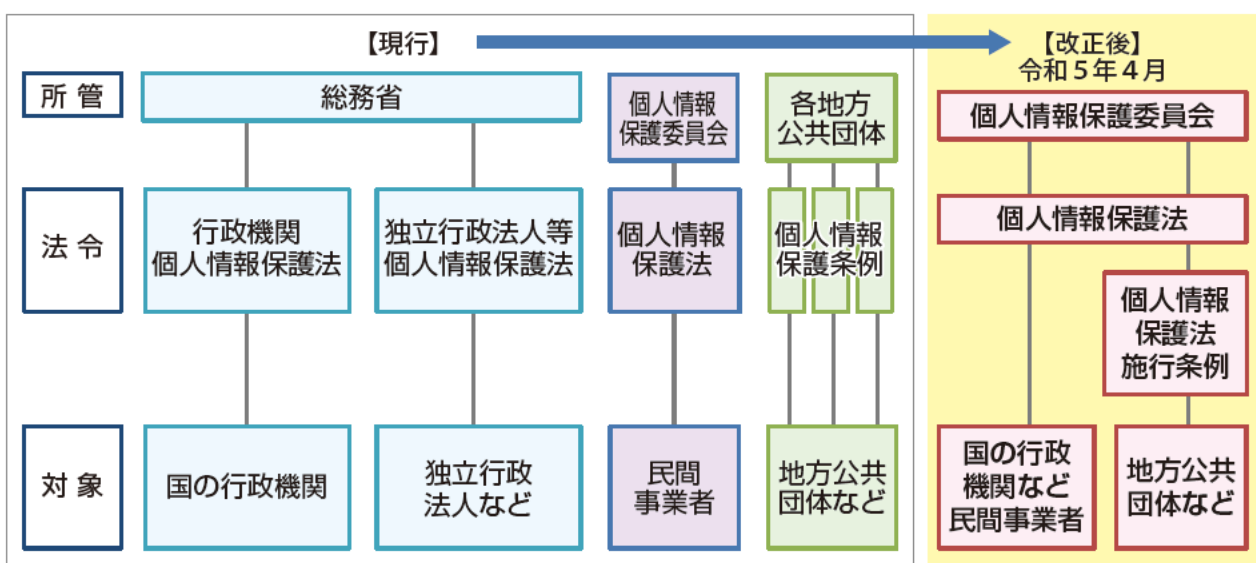 【現行】
【改正後】
令和5年4月
所管
総務省
個人情報
保護委員会
各地方
公共団体
個人情報保護委員会
法令
行政機関
個人情報保護法
独立行政法人等
個人情報保護法
個人情報
保護法
個人情報
保護条例
個人情報保護法
個人情報
保護法
施行条例
対象
国の行政機関
独立行政
法人など
民間
事業者
地方公共
団体など
国の行政
機関など
民間事業者
地方公共
団体など